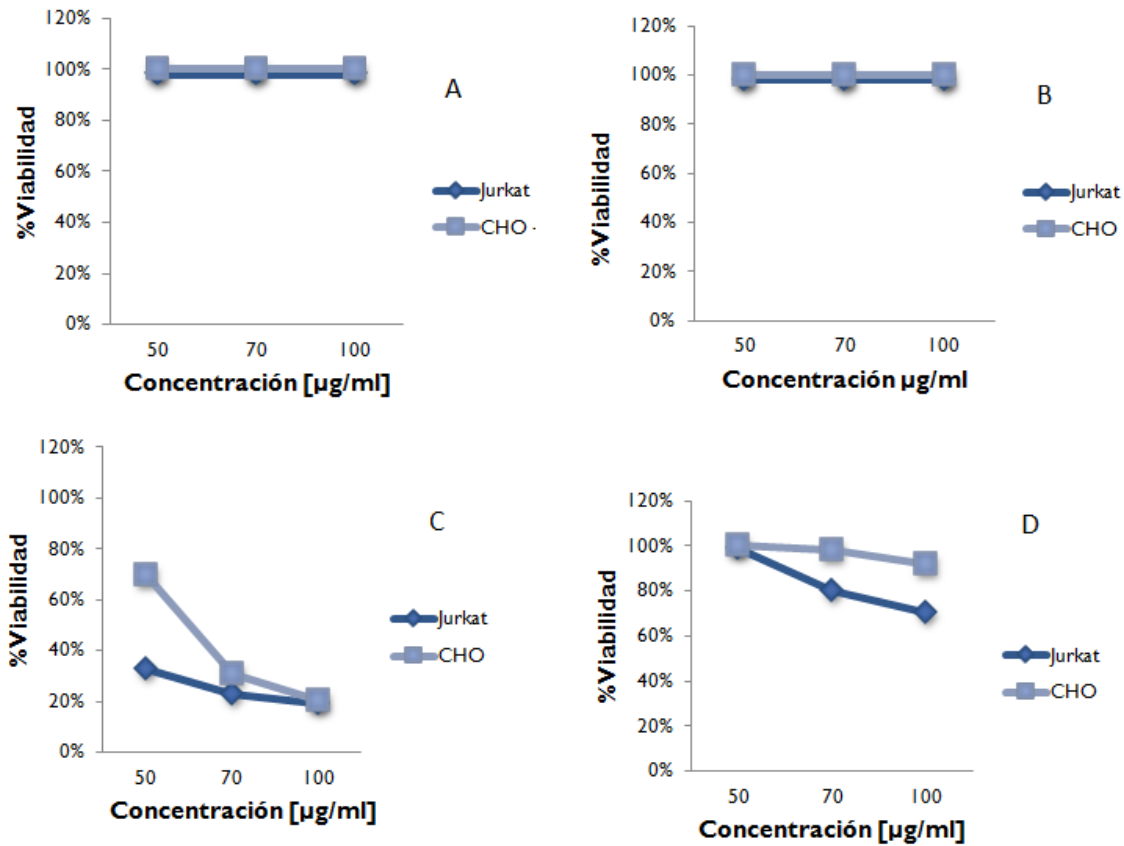 120%
100%
80%
60%
40%
20%
0%
%Viabilidad
50 70 100
Concentración [µg/ml]
A
Jurkat
CHO -
120%
100%
80%
60%
40%
20%
0%
%Viabilidad
50 70 100
Concentración µg/ml
B
Jurkat
CHO
120%
100%
80%
60%
40%
20%
0%
%Viabilidad
50 70 100
Concentración [µg/ml]
C
Jurkat
CHO
120%
100%
80%
60%
40%
20%
0%
%Viabilidad
50 70 100
Concentración [µg/ml]
D
Jurkat
CHO